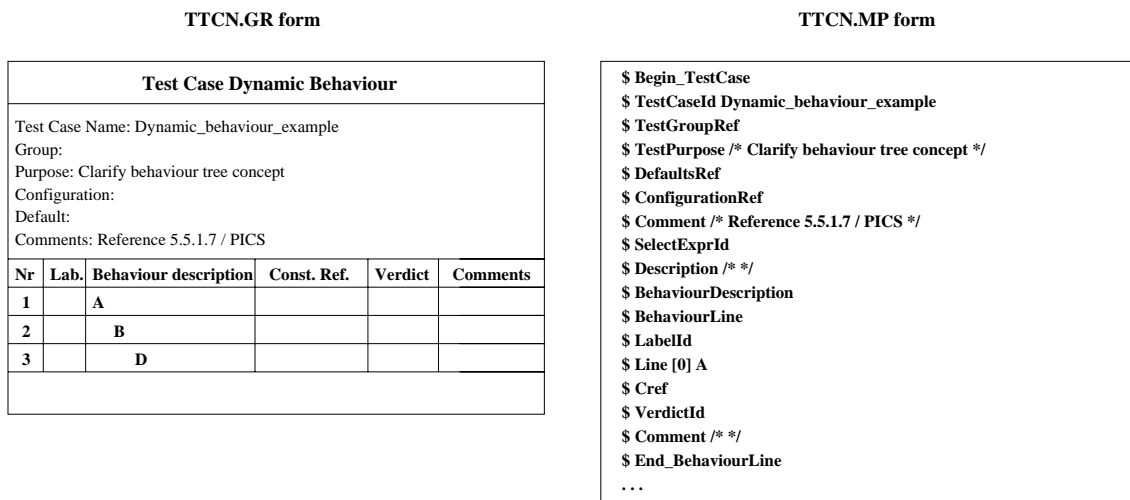 TTCN.GR form
Test Case Dynamic Behaviour
Test Case Name: Dynamic_behaviour_example
Group:
Purpose: Clarify behaviour tree concept
Configuration:
Default:
Comments: Reference 5.5.1.7 / PICS
Nr Lab. Behaviour description Const. Ref. Verdict Comments
1 A
2 B
3 D
TTCN.MP form
$ Begin_TestCase
$ TestCaseId Dynamic_behaviour_example
$ TestGroupRef
$ TestPurpose /* Clarify behaviour tree concept */
$ DefaultsRef
$ ConfigurationRef
$ Comment /* Reference 5.5.1.7 / PICS */
$ SelectExprId
$ Description /* */
$ BehaviourDescription
$ BehaviourLine
$ LabelId
$ Line [0] A
$ Cref
$ VerdictId
$ Comment /* */
$ End_BehaviourLine
. . .